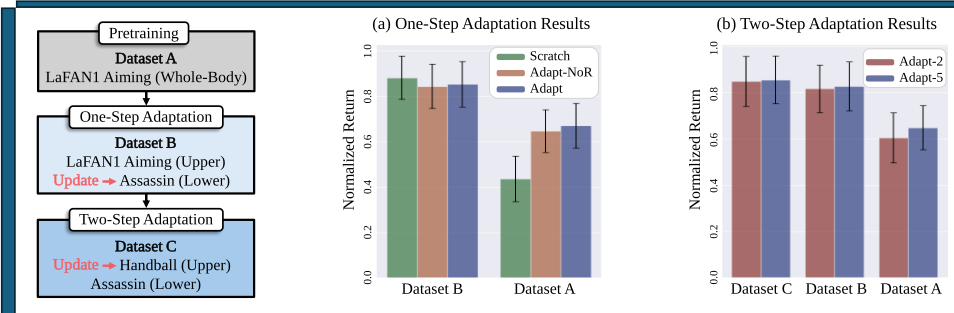 Pretraining
Dataset A
LaFAN1 Aiming (Whole-Body)
One-Step Adaptation
Dataset B
LaFAN1 Aiming (Upper)
Update → Assassin (Lower)
Two-Step Adaptation
Dataset C
Update → Handball (Upper)
Assassin (Lower)
(a) One-Step Adaptation Results
Normalized Return
1.0
0.8
0.6
0.4
0.2
0.0
Scratch
Adapt-NoR
Adapt
Dataset B
Dataset A
(b) Two-Step Adaptation Results
Normalized Return
1.0
0.8
0.6
0.4
0.2
0.0
Adapt-2
Adapt-5
Dataset C
Dataset B
Dataset A